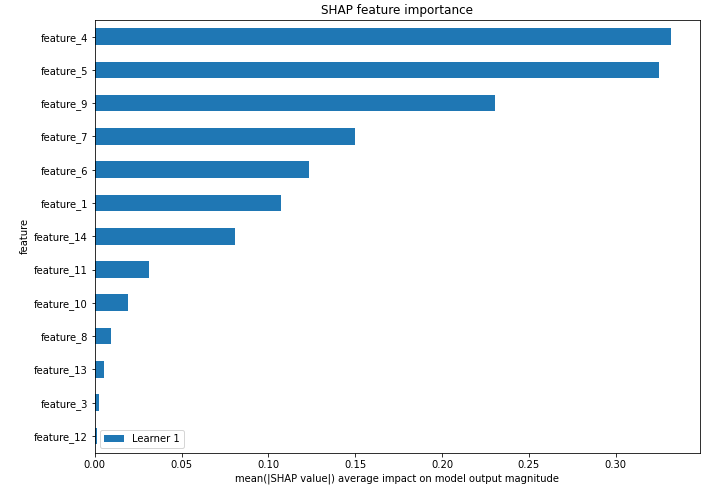 SHAP feature importance
feature_4
feature_5
feature_9
feature_7
feature_6
feature_1
feature_14
feature_11
feature_10
feature_8
feature_13
feature_3
feature_12
feature
Learner 1
0.00 0.05 0.10 0.15 0.20 0.25 0.30
mean(|SHAP value|) average impact on model output magnitude